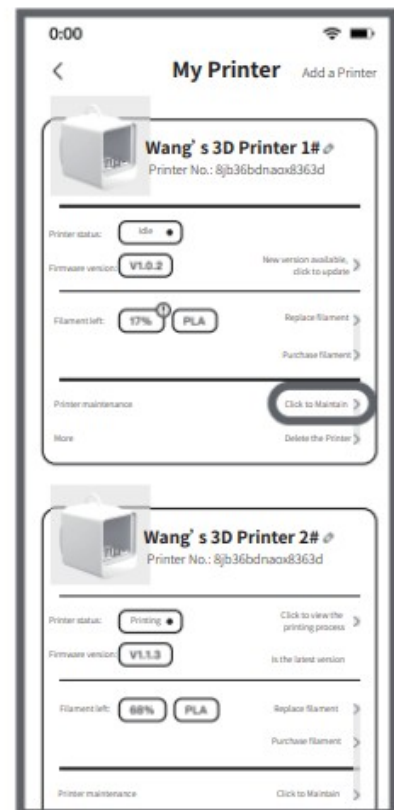 0:00
My Printer Add a Printer
Wang's 3D Printer 1#
Printer No.: 8jb36bdnaox8363d
Printer status: Idle
Firmware version: V1.0.2 New version available, click to update
Filament left: 17% PLA Replace filament
Purchase filament
Printer maintenance Click to Maintain
More Delete the Printer
Wang's 3D Printer 2#
Printer No.: 8jb36bdnaox8363d
Printer status: Printing Click to view the printing process
Firmware version: V1.1.3 Is the latest version
Filament left: 68% PLA Replace filament
Purchase filament
Printer maintenance Click to Maintain